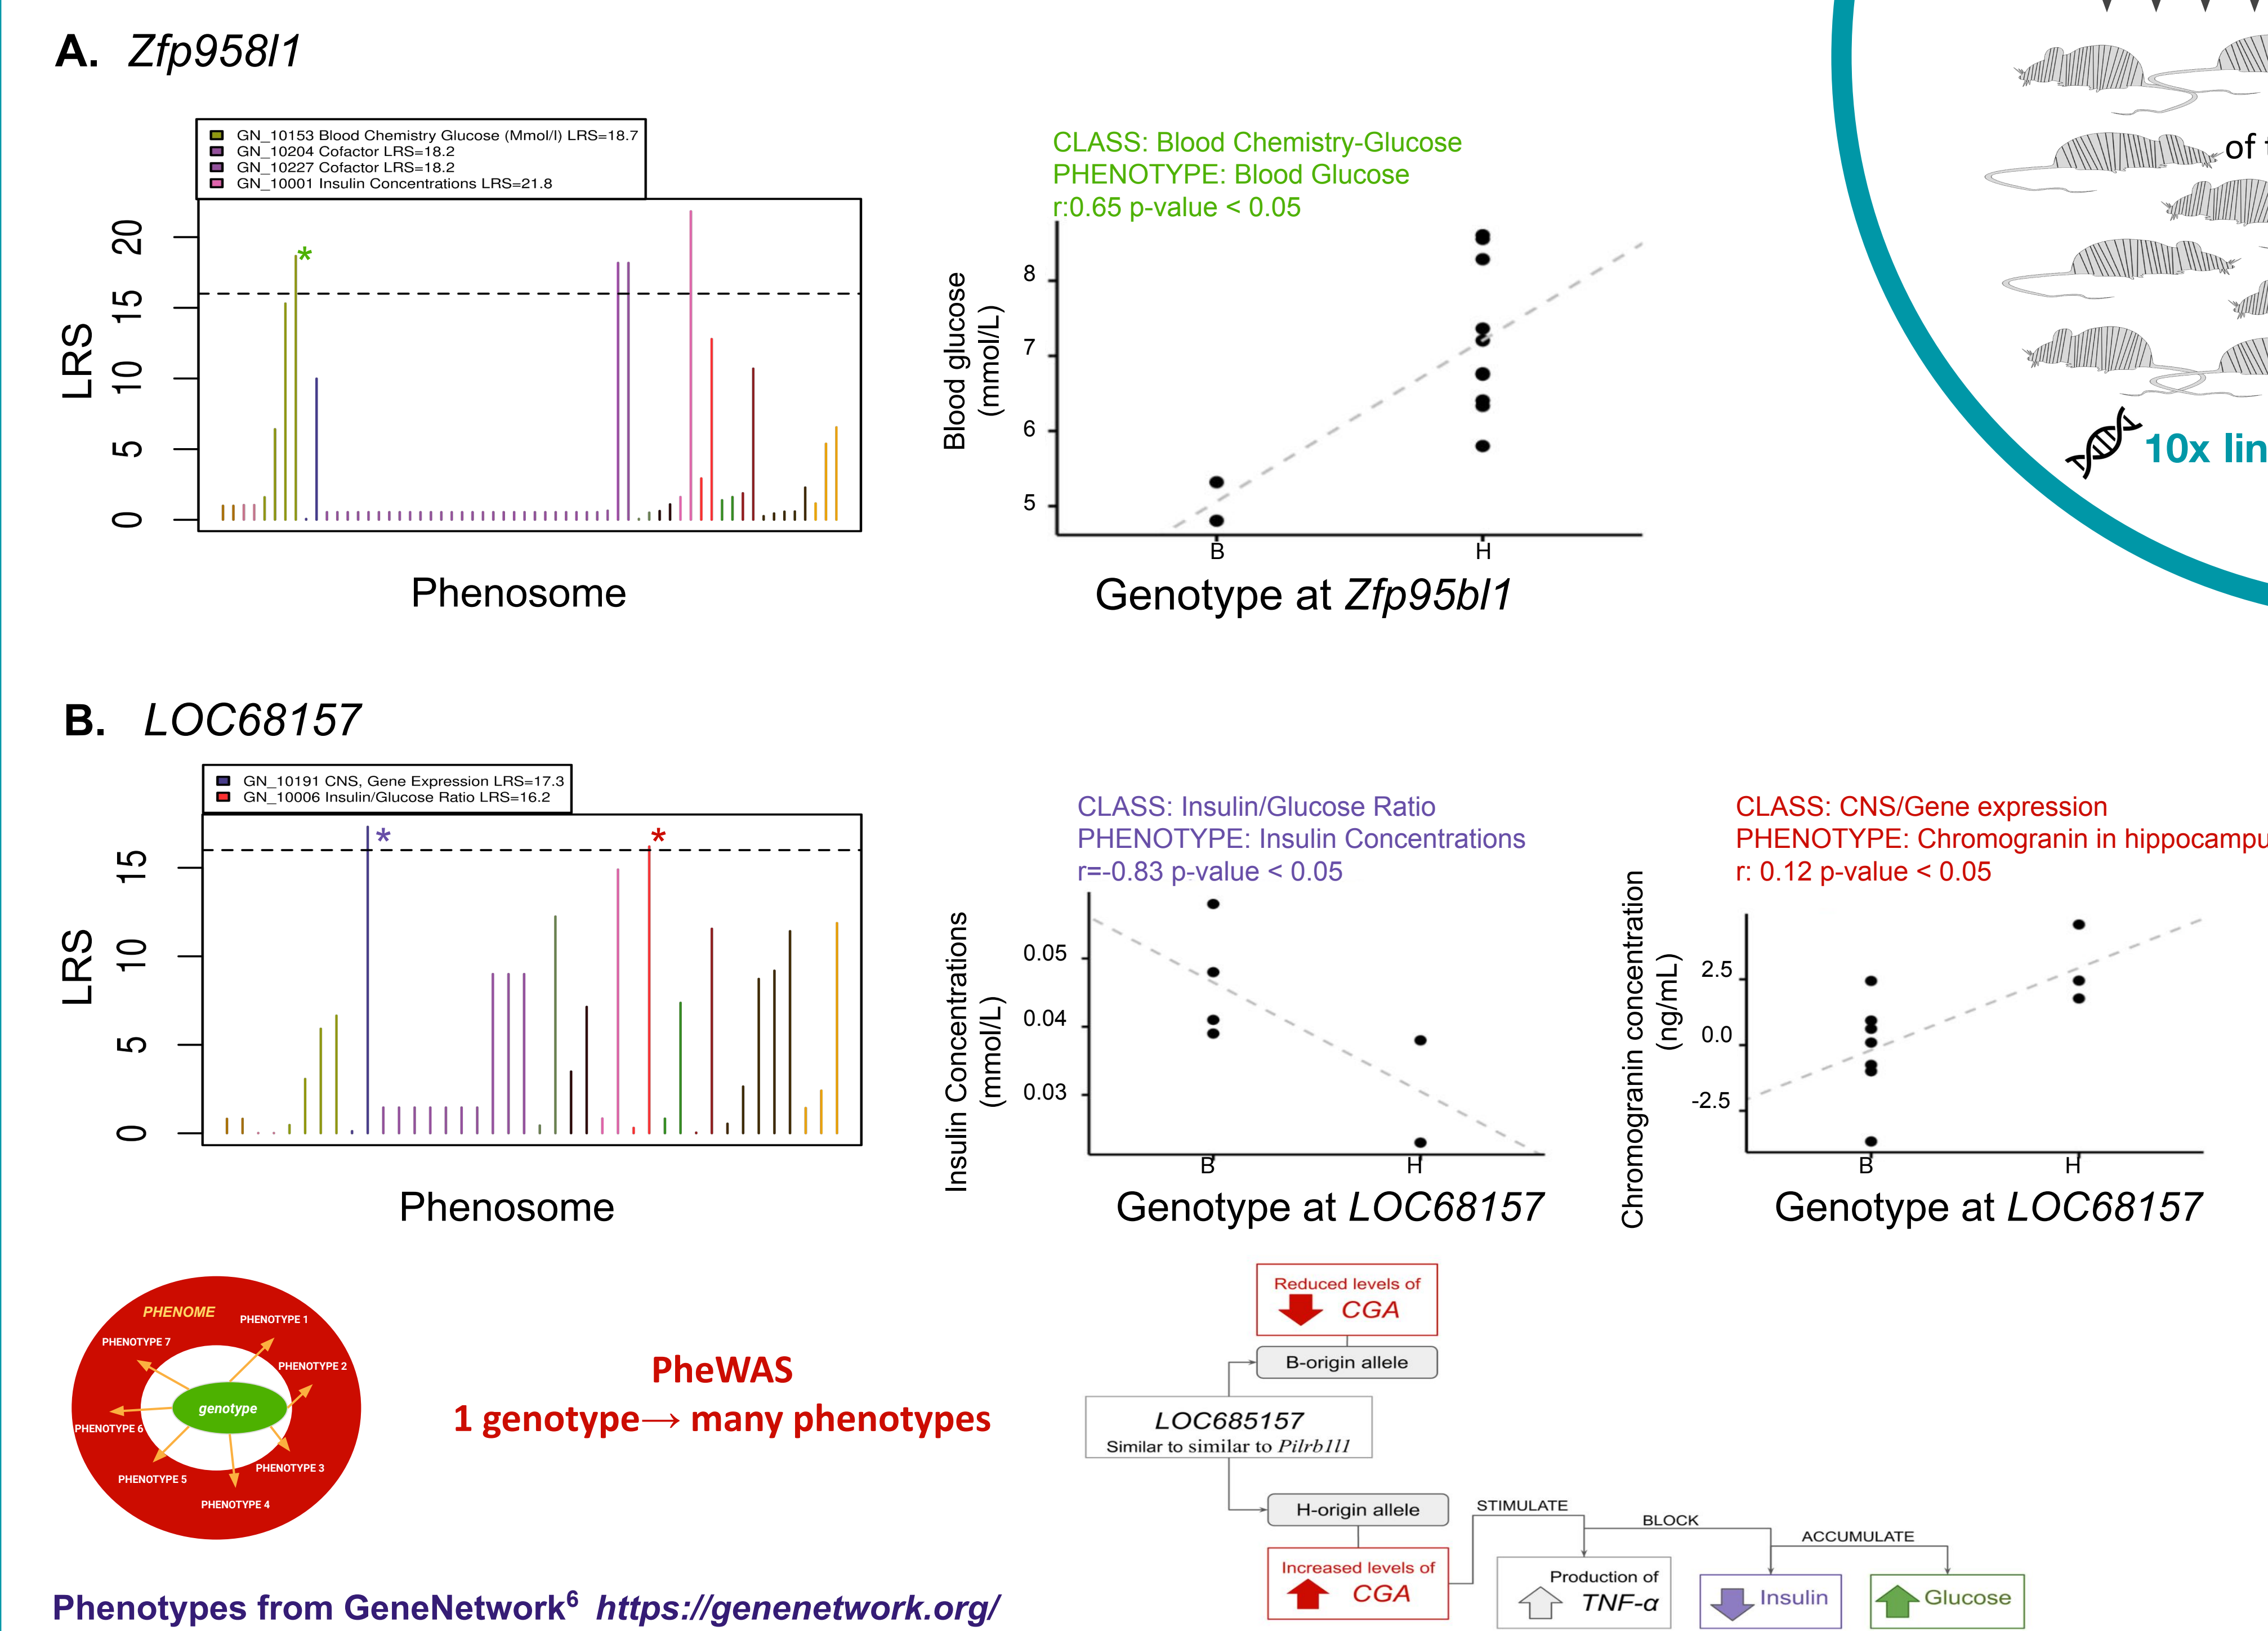 A. Zfp958l1
GN_10153 Blood Chemistry Glucose (Mmol/l) LRS=18.7
GN_10204 Cofactor LRS=18.2
GN_10227 Cofactor LRS=18.2
GN_10001 Insulin Concentrations LRS=21.8
*
LRS
20
15
10
5
0
Phenosome
CLASS: Blood Chemistry-Glucose
PHENOTYPE: Blood Glucose
r:0.65 p-value < 0.05
Blood glucose
(mmol/L)
8
7
6
5
B
H
Genotype at Zfp95bl1
of
10x lin
B. LOC68157
GN_10191 CNS, Gene Expression LRS=17.3
GN_10006 Insulin/Glucose Ratio LRS=16.2
*
*
LRS
15
10
5
0
Phenosome
CLASS: Insulin/Glucose Ratio
PHENOTYPE: Insulin Concentrations
r=-0.83 p-value < 0.05
Insulin Concentrations
(mmol/L)
0.05
0.04
0.03
B
H
Genotype at LOC68157
CLASS: CNS/Gene expression
PHENOTYPE: Chromogranin in hippocampu
r: 0.12 p-value < 0.05
Chromogranin concentration
(ng/mL)
2.5
0.0
-2.5
B
H
Genotype at LOC68157
PHENOME
PHENOTYPE 1
PHENOTYPE 7
PHENOTYPE 2
genotype
PHENOTYPE 6
PHENOTYPE 3
PHENOTYPE 5
PHENOTYPE 4
PheWAS
1 genotype→ many phenotypes
Reduced levels of
CGA
B-origin allele
LOC685157
Similar to similar to Pilrb1l1
H-origin allele
Increased levels of
CGA
STIMULATE
BLOCK
ACCUMULATE
Production of
TNF-α
Insulin
Glucose
Phenotypes from GeneNetwork⁶ https://genenetwork.org/